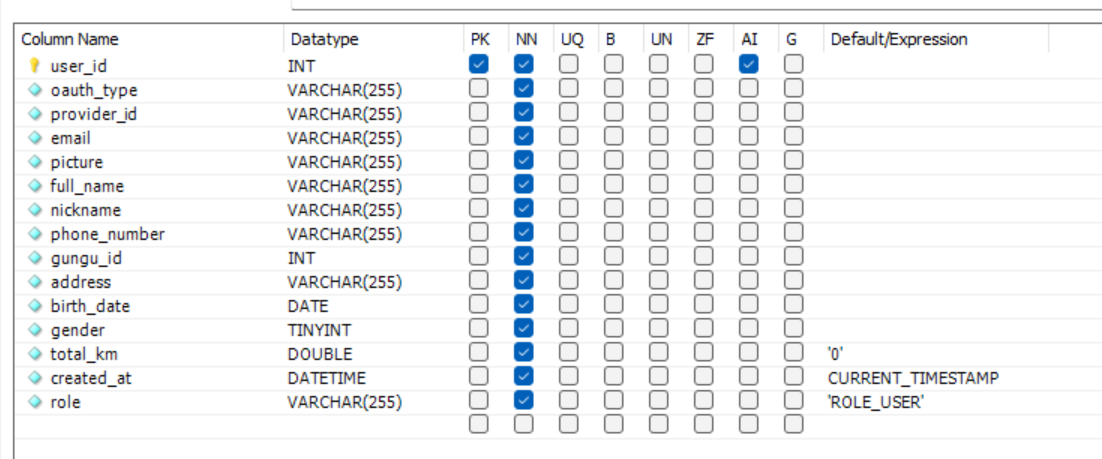 Column Name Datatype PK NN UQ B UN ZF AI G Default/Expression
user_id INT
oauth_type VARCHAR(255)
provider_id VARCHAR(255)
email VARCHAR(255)
picture VARCHAR(255)
full_name VARCHAR(255)
nickname VARCHAR(255)
phone_number VARCHAR(255)
gungu_id INT
address VARCHAR(255)
birth_date DATE
gender TINYINT
total_km DOUBLE '0'
created_at DATETIME CURRENT_TIMESTAMP
role VARCHAR(255) 'ROLE_USER'